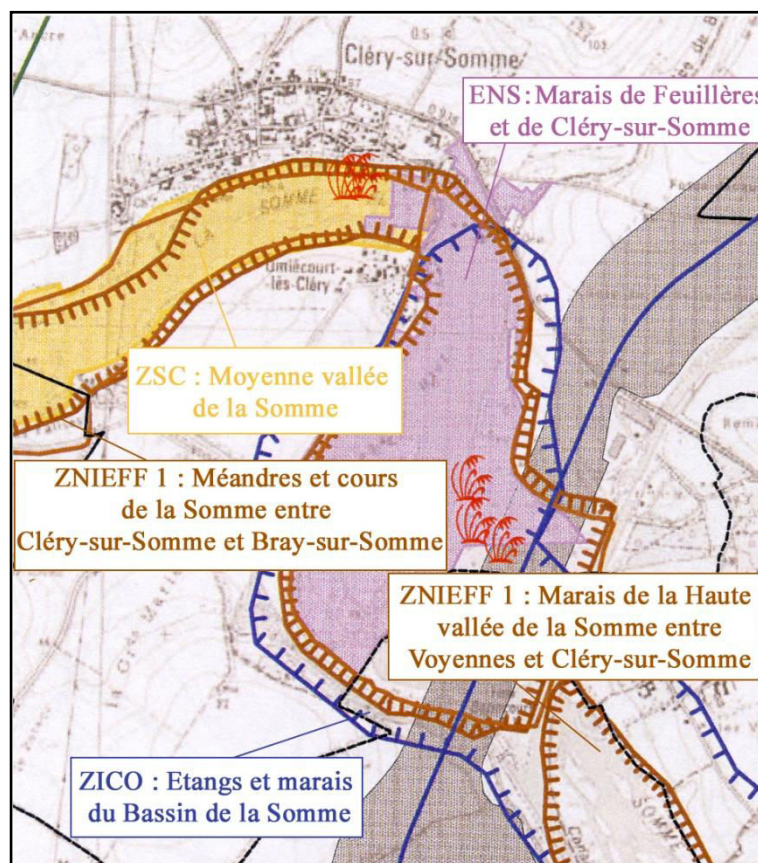 Cléry-sur-Somme
ENS : Marais de Feuillères
et de Cléry-sur-Somme
LA SOMME
Omiécourt-
lès-Cléry
ZSC : Moyenne vallée
de la Somme
ZNIEFF 1 : Méandres et cours
de la Somme entre
Cléry-sur-Somme et Bray-sur-Somme
ZNIEFF 1 : Marais de la Haute
vallée de la Somme entre
Voyennes et Cléry-sur-Somme
ZICO : Etangs et marais
du Bassin de la Somme